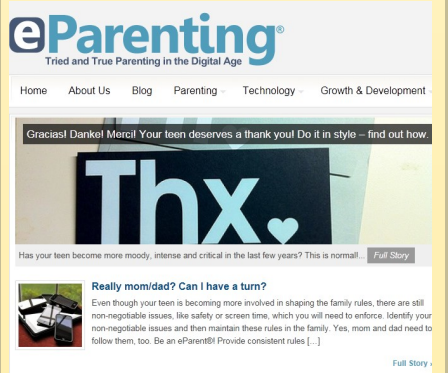 eParenting®
Tried and True Parenting in the Digital Age
Home About Us Blog Parenting Technology Growth & Development
Gracias! Danke! Merci! Your teen deserves a thank you! Do it in style – find out how.
Thx.
Has your teen become more moody, intense and critical in the last few years? This is normal!... Full Story
Really mom/dad? Can I have a turn?
Even though your teen is becoming more involved in shaping the family rules, there are still
non-negotiable issues, like safety or screen time, which you will need to enforce. Identify your
non-negotiable issues and then maintain these rules in the family. Yes, mom and dad need to
follow them, too. Be an eParent®! Provide consistent rules […]
Full Story